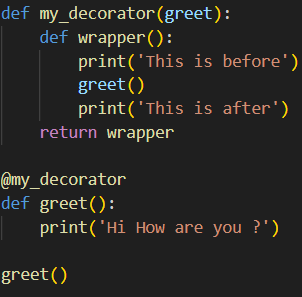 def my_decorator(greet):
    def wrapper():
        print('This is before')
        greet()
        print('This is after')
    return wrapper

@my_decorator
def greet():
    print('Hi How are you ?')

greet()